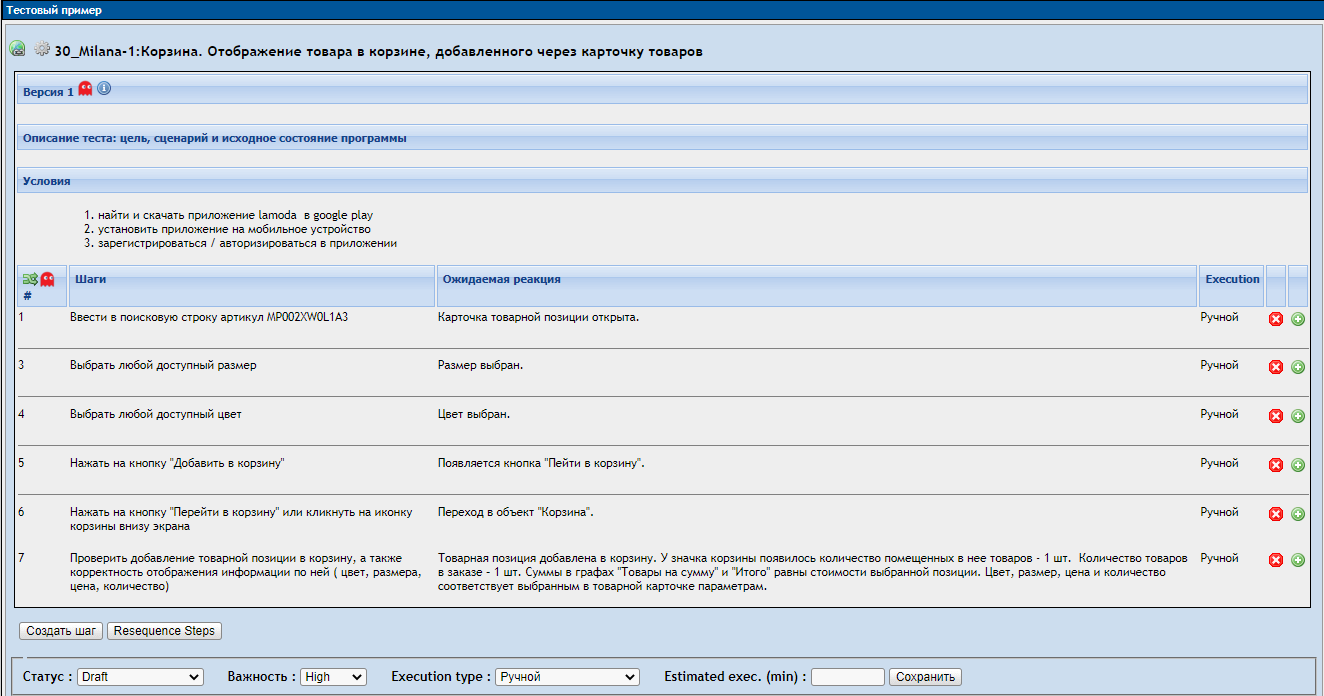 Тестовый пример
30_Milana-1:Корзина. Отображение товара в корзине, добавленного через карточку товаров
Версия 1
Описание теста: цель, сценарий и исходное состояние программы
Условия
1. найти и скачать приложение lamoda в google play
2. установить приложение на мобильное устройство
3. зарегистрироваться / авторизироваться в приложении
# Шаги Ожидаемая реакция Execution
1 Ввести в поисковую строку артикул MP002XW0L1A3 Карточка товарной позиции открыта. Ручной
3 Выбрать любой доступный размер Размер выбран. Ручной
4 Выбрать любой доступный цвет Цвет выбран. Ручной
5 Нажать на кнопку "Добавить в корзину" Появляется кнопка "Пейти в корзину". Ручной
6 Нажать на кнопку "Перейти в корзину" или кликнуть на иконку Переход в объект "Корзина". Ручной
корзины внизу экрана
7 Проверить добавление товарной позиции в корзину, а также Товарная позиция добавлена в корзину. У значка корзины появилось количество помещенных в нее товаров - 1 шт. Количество товаров Ручной
корректность отображения информации по ней ( цвет, размера, в заказе - 1 шт. Суммы в графах "Товары на сумму" и "Итого" равны стоимости выбранной позиции. Цвет, размер, цена и количество
цена, количество) соответствует выбранным в товарной карточке параметрам.
Создать шаг Resequence Steps
Статус : Draft Важность : High Execution type : Ручной Estimated exec. (min) : Сохранить